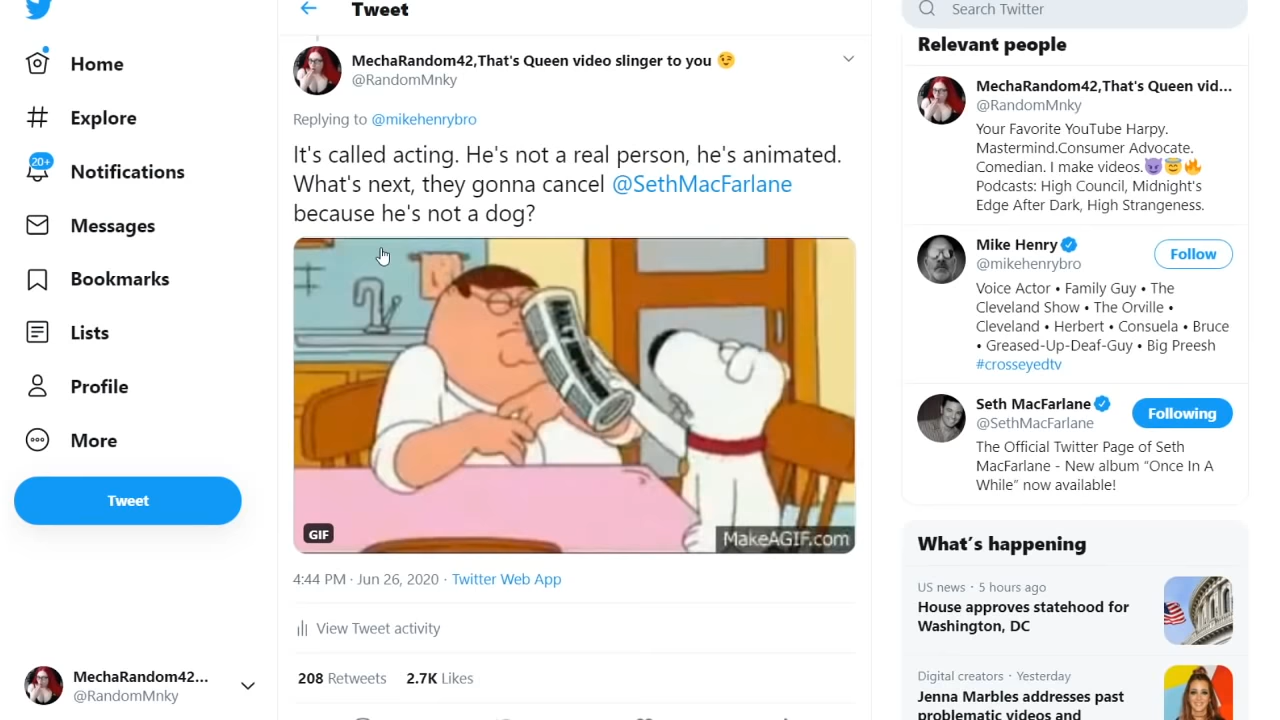 Tweet
Search Twitter
Home
Explore
20+
Notifications
Messages
Bookmarks
Lists
Profile
More
Tweet
MechaRandom42...
@RandomMnky
MechaRandom42,That's Queen video slinger to you 😉
@RandomMnky
Replying to @mikehenrybro
It's called acting. He's not a real person, he's animated.
What's next, they gonna cancel @SethMacFarlane
because he's not a dog?
GIF
MakeAGIF.com
4:44 PM · Jun 26, 2020 · Twitter Web App
View Tweet activity
208 Retweets 2.7K Likes
Relevant people
MechaRandom42,That's Queen vid...
@RandomMnky
Your Favorite YouTube Harpy.
Mastermind.Consumer Advocate.
Comedian. I make videos.😈😇🔥
Podcasts: High Council, Midnight's
Edge After Dark, High Strangeness.
Mike Henry
@mikehenrybro
Follow
Voice Actor • Family Guy • The
Cleveland Show • The Orville •
Cleveland • Herbert • Consuela • Bruce
• Greased-Up-Deaf-Guy • Big Preesh
#crosseyedtv
Seth MacFarlane
@SethMacFarlane
Following
The Official Twitter Page of Seth
MacFarlane - New album “Once In A
While” now available!
What's happening
US news · 5 hours ago
House approves statehood for
Washington, DC
Digital creators · Yesterday
Jenna Marbles addresses past
problematic videos and